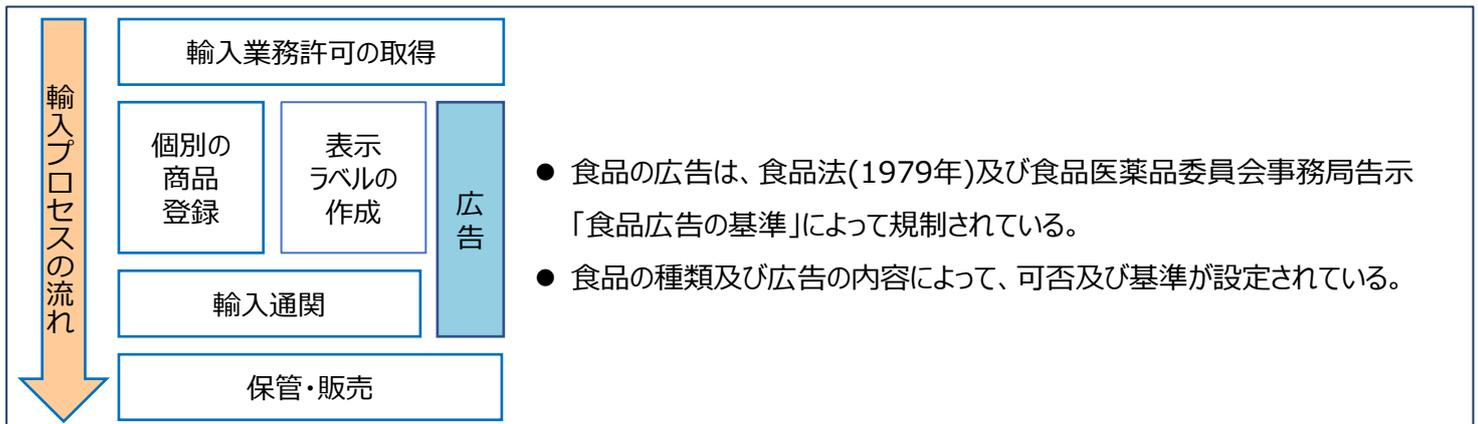 輸入プロセスの流れ
輸入業務許可の取得
個別の
商品
登録
表示
ラベルの
作成
広告
輸入通関
保管・販売
● 食品の広告は、食品法(1979年)及び食品医薬品委員会事務局告示
「食品広告の基準」によって規制されている。
● 食品の種類及び広告の内容によって、可否及び基準が設定されている。